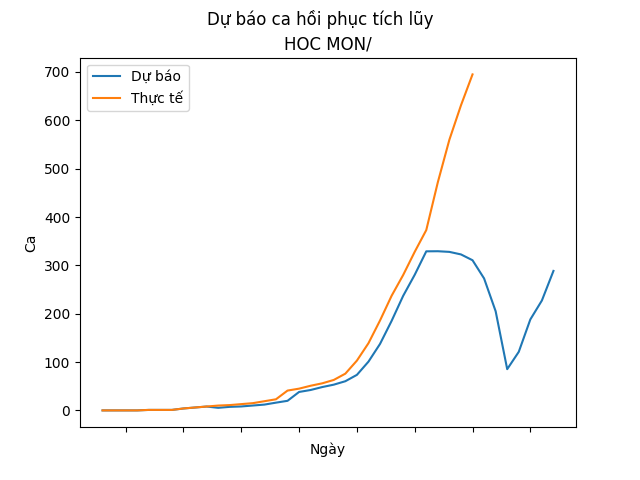 Dự báo ca hồi phục tích lũy
HOC MON/
Dự báo
Thực tế
700
600
500
400
300
200
100
0
Ca
Ngày